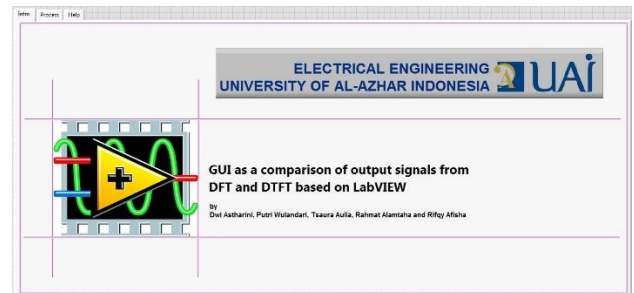 Intro Process Help
ELECTRICAL ENGINEERING
UNIVERSITY OF AL-AZHAR INDONESIA
UAI
GUI as a comparison of output signals from
DFT and DTFT based on LabVIEW
by
Dwi Astharini, Putri Wulandari, Tsaura Aulia, Rahmat Alamtaha and Rifqy Afisha